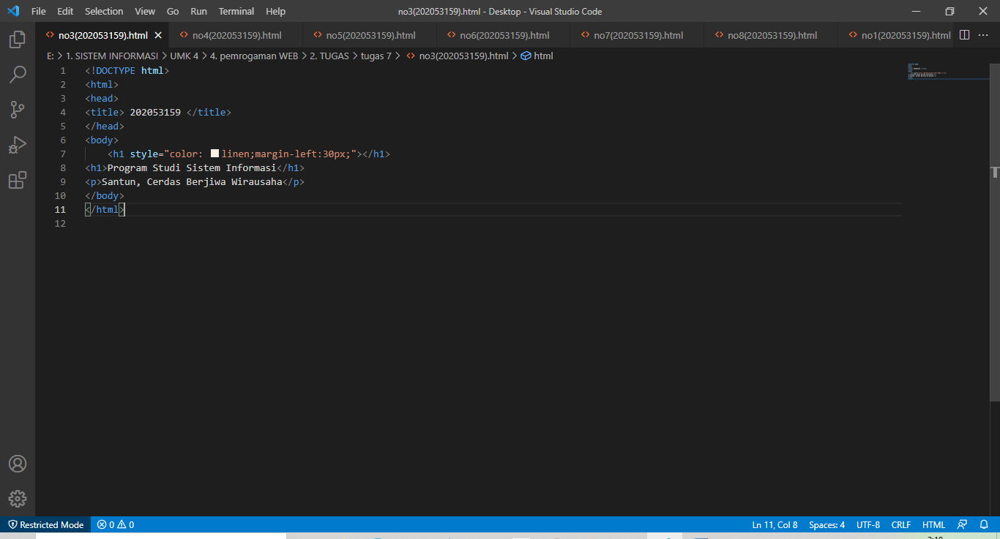 File Edit Selection View Go Run Terminal Help no3(202053159).html - Desktop - Visual Studio Code
no3(202053159).html no4(202053159).html no5(202053159).html no6(202053159).html no7(202053159).html no8(202053159).html no1(202053159).html
E: > 1. SISTEM INFORMASI > UMK 4 > 4. pemrogaman WEB > 2. TUGAS > tugas 7 > no3(202053159).html > html
1 <!DOCTYPE html>
2 <html>
3 <head>
4 <title> 202053159 </title>
5 </head>
6 <body>
7     <h1 style="color: linen;margin-left:30px;"></h1>
8 <h1>Program Studi Sistem Informasi</h1>
9 <p>Santun, Cerdas Berjiwa Wirausaha</p>
10 </body>
11 </html>
12
Restricted Mode 0 0 Ln 11, Col 8 Spaces: 4 UTF-8 CRLF HTML